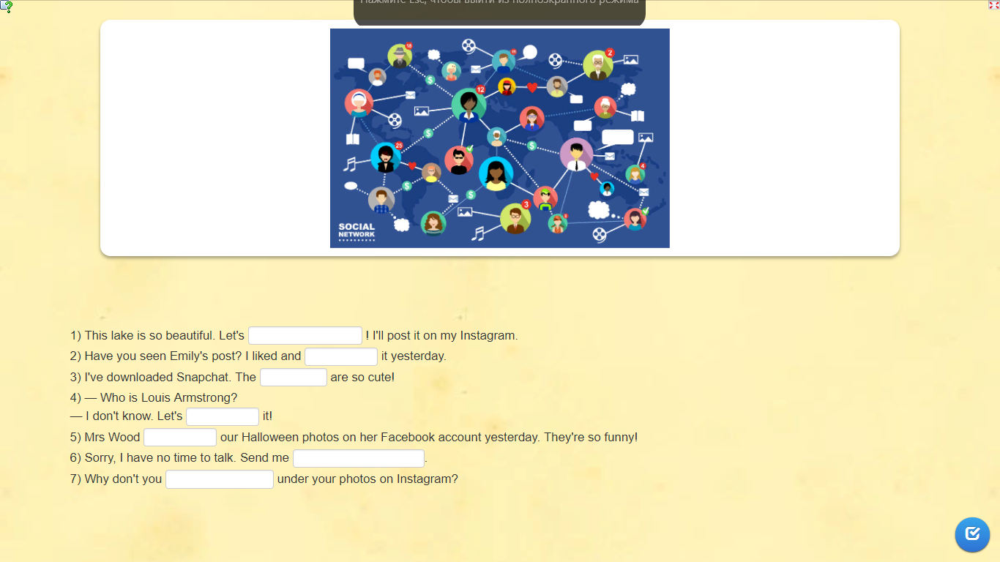 Нажмите Esc, чтобы выйти из полноэкранного режима
18
11
2
12
25
4
3
8
SOCIAL
NETWORK
1) This lake is so beautiful. Let's ! I'll post it on my Instagram.
2) Have you seen Emily's post? I liked and it yesterday.
3) I've downloaded Snapchat. The are so cute!
4) — Who is Louis Armstrong?
— I don't know. Let's it!
5) Mrs Wood our Halloween photos on her Facebook account yesterday. They're so funny!
6) Sorry, I have no time to talk. Send me .
7) Why don't you under your photos on Instagram?